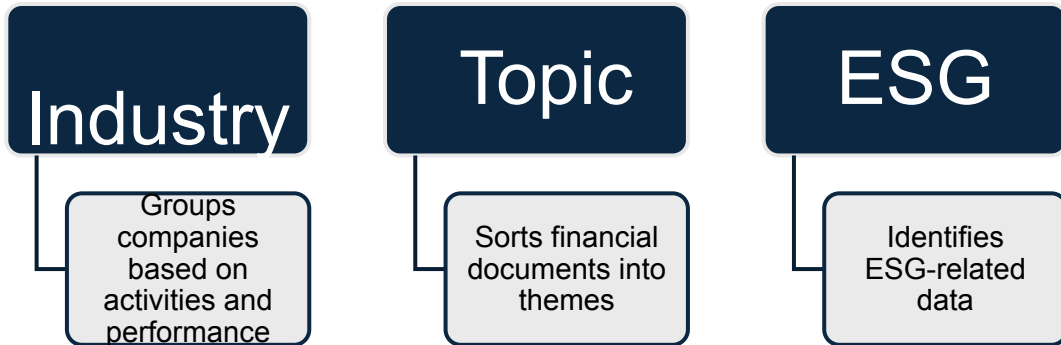 Industry
Groups
companies
based on
activities and
performance
Topic
Sorts financial
documents into
themes
ESG
Identifies
ESG-related
data